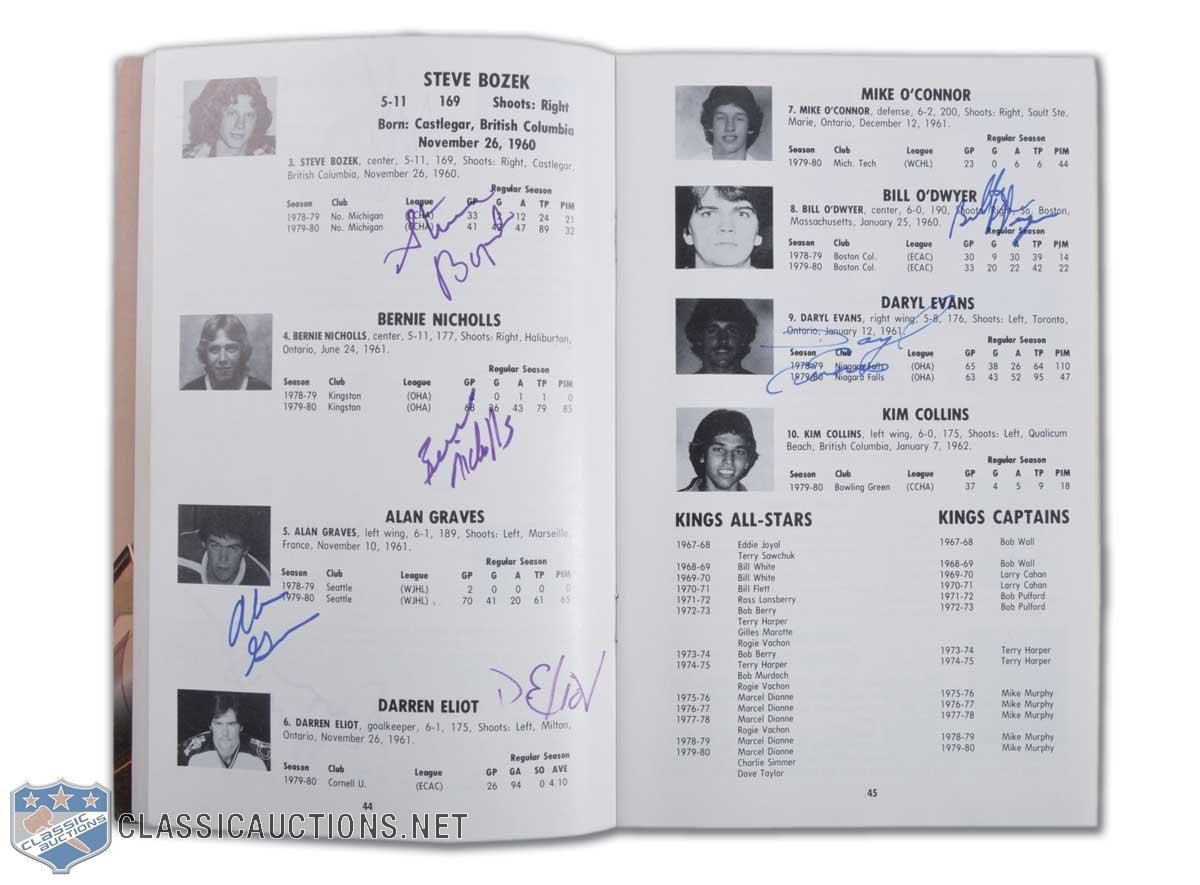 STEVE BOZEK
5-11 169 Shoots: Right
Born: Castlegar, British Columbia
November 26, 1960
3. STEVE BOZEK, center, 5-11, 169, Shoots: Right, Castlegar,
British Columbia, November 26, 1960.
Regular Season
Season Club League GP G A TP PIM
1978-79 No. Michigan (CCHA) 33 12 24 21
1979-80 No. Michigan (CCHA) 41 42 47 89 32
Steve
Bozek
BERNIE NICHOLLS
4. BERNIE NICHOLLS, center, 5-11, 177, Shoots: Right, Haliburton,
Ontario, June 24, 1961.
Regular Season
Season Club League GP G A TP PIM
1978-79 Kingston (OHA) 0 1 1 0
1979-80 Kingston (OHA) 68 36 43 79 85
Bernie
Nicholls
ALAN GRAVES
5. ALAN GRAVES, left wing, 6-1, 189, Shoots: Left, Marseille,
France, November 10, 1961.
Regular Season
Season Club League GP G A TP PIM
1978-79 Seattle (WJHL) 2 0 0 0 0
1979-80 Seattle (WJHL) 70 41 20 61 65
Alan
DELIOT
DARREN ELIOT
6. DARREN ELIOT, goalkeeper, 6-1, 175, Shoots: Left, Milton,
Ontario, November 26, 1961.
Regular Season
Season Club League GP GA SO AVE
1979-80 Cornell U. (ECAC) 26 94 0 4.10
44
MIKE O'CONNOR
7. MIKE O'CONNOR, defense, 6-2, 200, Shoots: Right, Sault Ste.
Marie, Ontario, December 12, 1961.
Regular Season
Season Club League GP G A TP PIM
1979-80 Mich. Tech (WCHL) 23 0 6 6 44
BILL O'DWYER
8. BILL O'DWYER, center, 6-0, 190, Shoots: Right, So. Boston,
Massachusetts, January 25, 1960.
Regular Season
Season Club League GP G A TP PIM
1978-79 Boston Col. (ECAC) 30 9 30 39 14
1979-80 Boston Col. (ECAC) 33 20 22 42 22
DARYL EVANS
9. DARYL EVANS, right wing, 5-8, 176, Shoots: Left, Toronto,
Ontario, January 12, 1961.
Daryl
Evans
Regular Season
Season Club League GP G A TP PIM
1978-79 Niagara Falls (OHA) 65 38 26 64 110
1979-80 Niagara Falls (OHA) 63 43 52 95 47
KIM COLLINS
10. KIM COLLINS, left wing, 6-0, 175, Shoots: Left, Qualicum
Beach, British Columbia, January 7, 1962.
Regular Season
Season Club League GP G A TP PIM
1979-80 Bowling Green (CCHA) 37 4 5 9 18
KINGS ALL-STARS
1967-68 Eddie Joyal
Terry Sawchuk
1968-69 Bill White
1969-70 Bill White
1970-71 Bill Flett
1971-72 Ross Lonsberry
1972-73 Bob Berry
Terry Harper
Gilles Marotte
Rogie Vachon
1973-74 Bob Berry
1974-75 Terry Harper
Bob Murdoch
Rogie Vachon
1975-76 Marcel Dionne
1976-77 Marcel Dionne
1977-78 Marcel Dionne
Rogie Vachon
1978-79 Marcel Dionne
1979-80 Marcel Dionne
Charlie Simmer
Dave Taylor
KINGS CAPTAINS
1967-68 Bob Wall
1968-69 Bob Wall
1969-70 Larry Cahan
1970-71 Larry Cahan
1971-72 Bob Pulford
1972-73 Bob Pulford
1973-74 Terry Harper
1974-75 Terry Harper
1975-76 Mike Murphy
1976-77 Mike Murphy
1977-78 Mike Murphy
1978-79 Mike Murphy
1979-80 Mike Murphy
45
CLASSIC
AUCTIONS
CLASSICAUCTIONS.NET